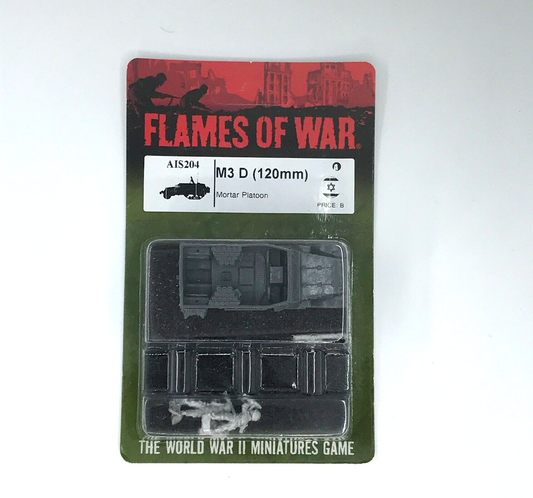 FLAMES OF WAR
AIS204
M3 D (120mm)
Mortar Platoon
PRICE: B
THE WORLD WAR II MINIATURES GAME